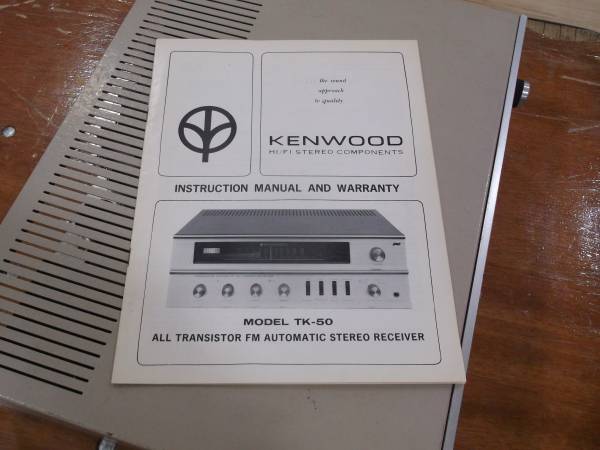 the sound
approach
to quality
KENWOOD
HI/FI STEREO COMPONENTS
INSTRUCTION MANUAL AND WARRANTY
MODEL TK-50
ALL TRANSISTOR FM AUTOMATIC STEREO RECEIVER